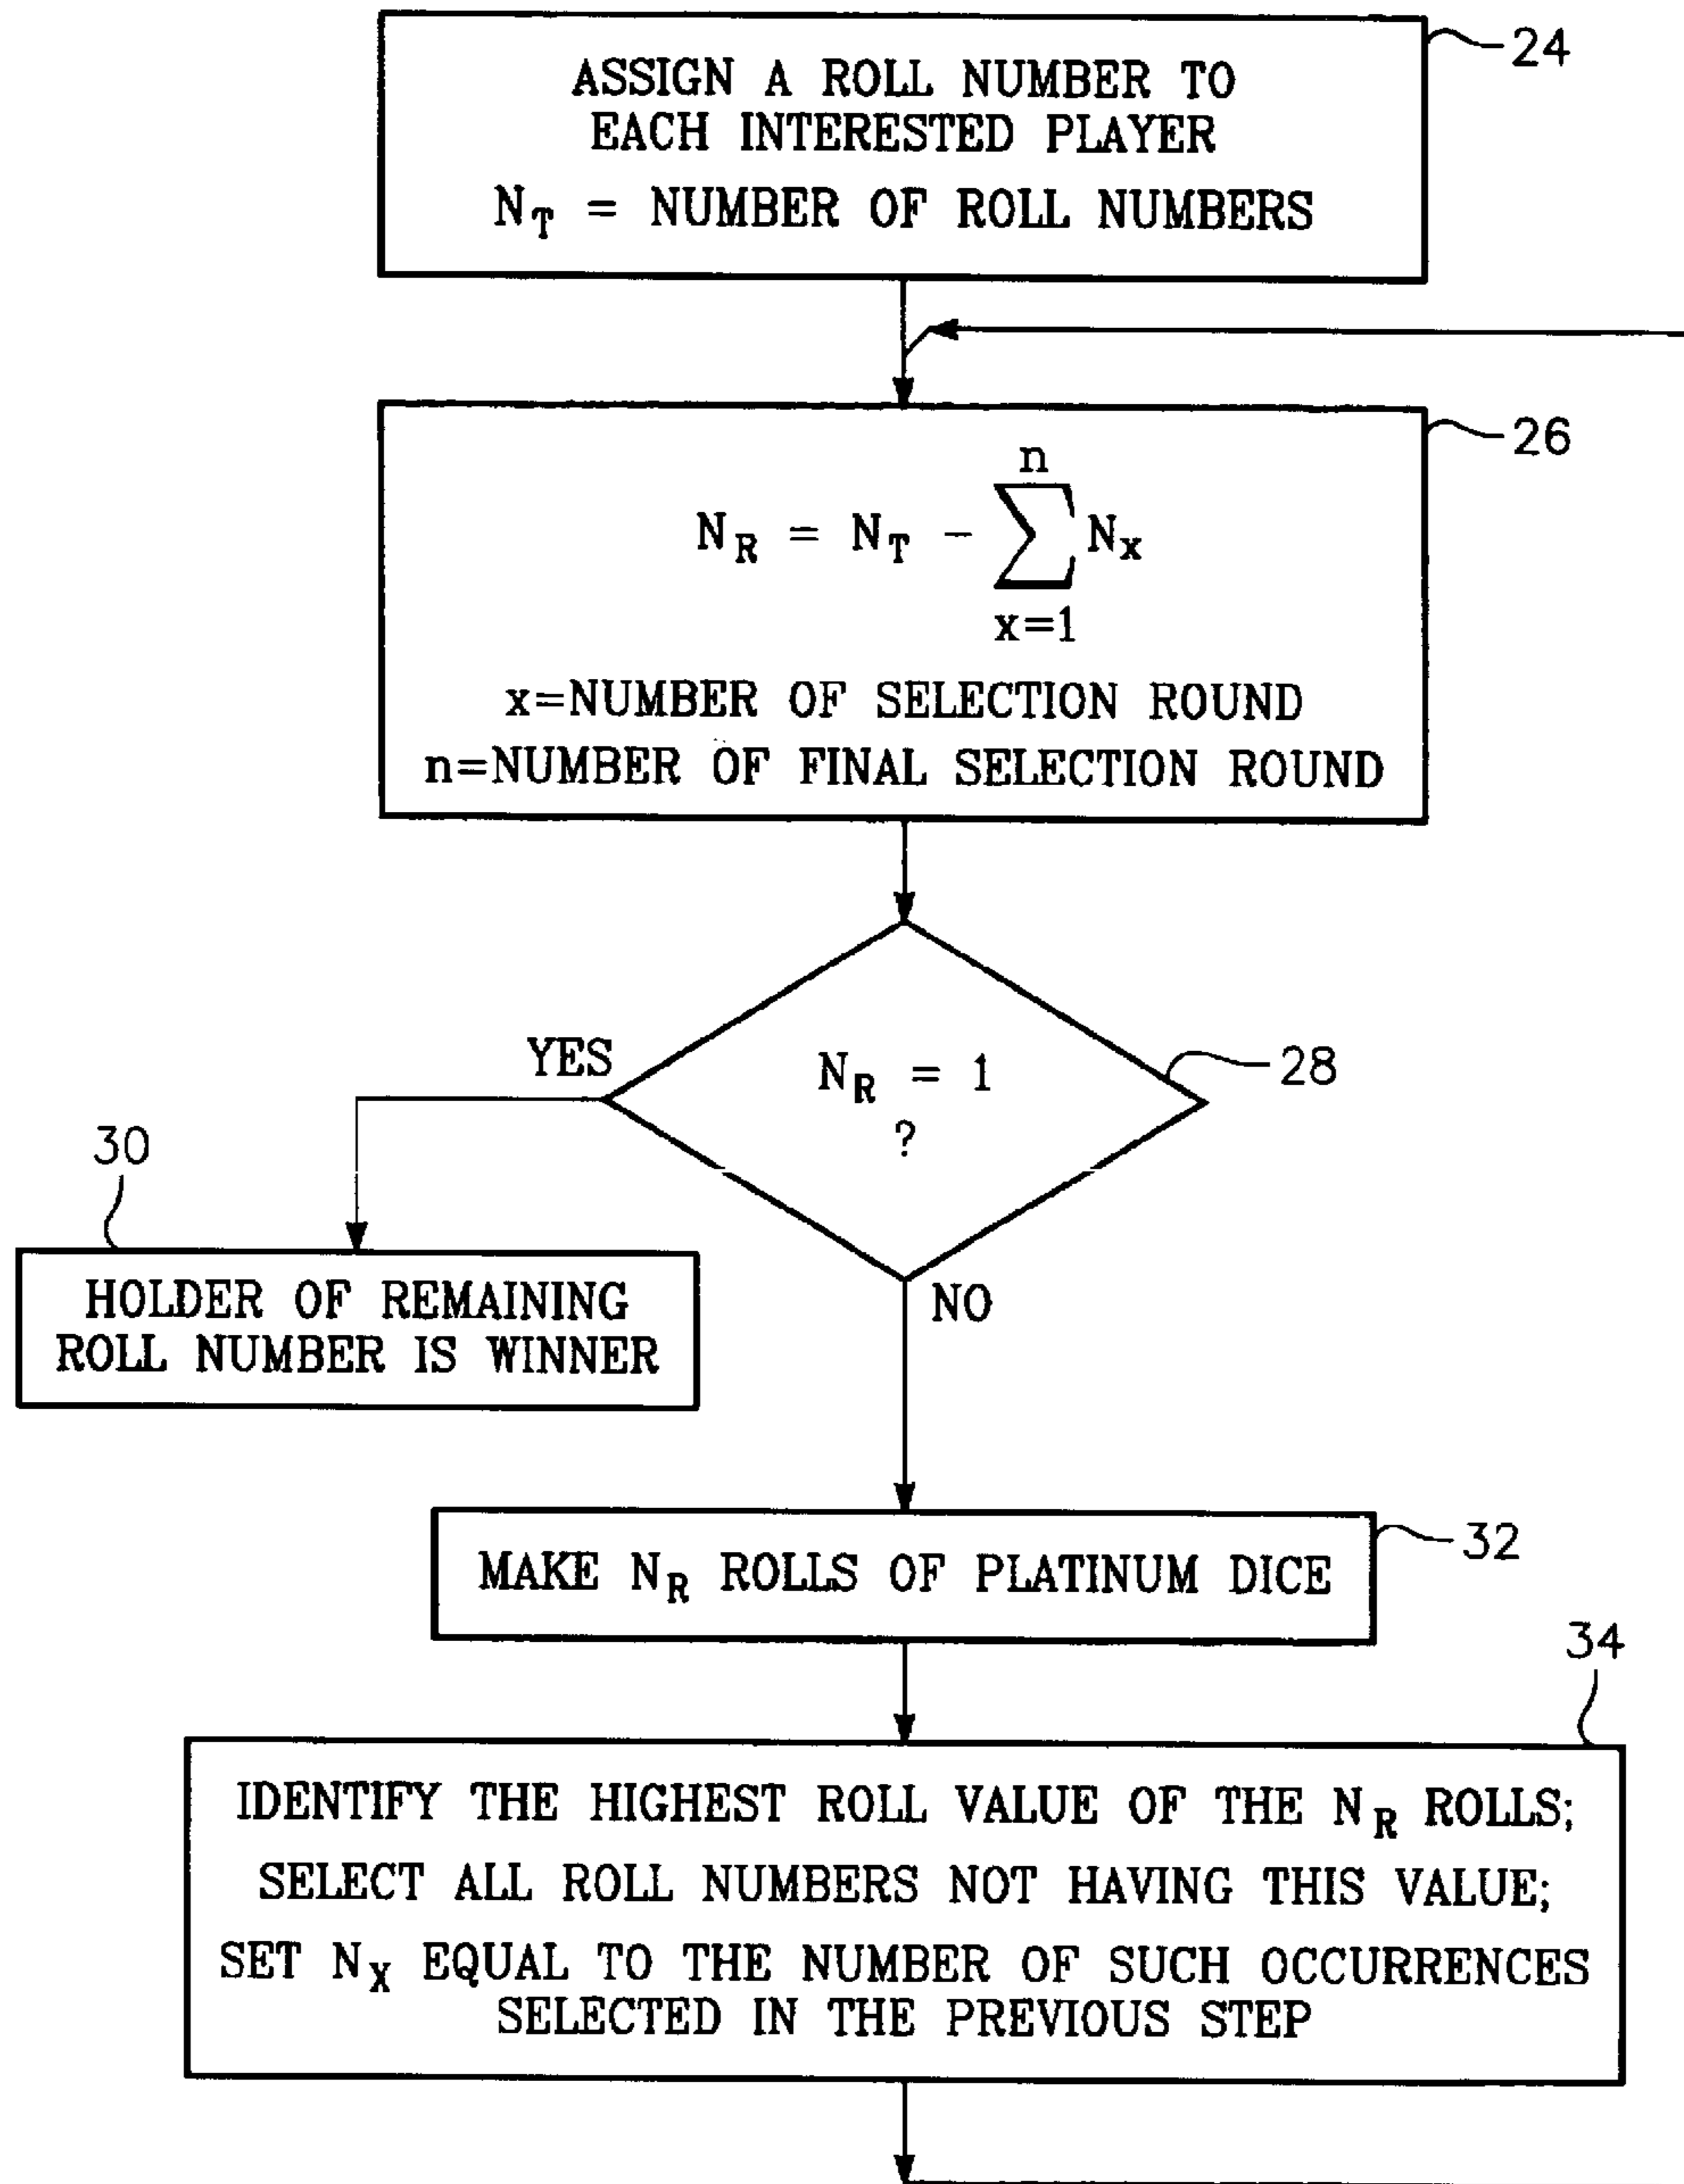 24
ASSIGN A ROLL NUMBER TO
EACH INTERESTED PLAYER
N_T = NUMBER OF ROLL NUMBERS
26
n
N_R = N_T - ∑ N_x
x=1
x=NUMBER OF SELECTION ROUND
n=NUMBER OF FINAL SELECTION ROUND
YES
N_R = 1
?
28
30
HOLDER OF REMAINING
ROLL NUMBER IS WINNER
NO
32
MAKE N_R ROLLS OF PLATINUM DICE
34
IDENTIFY THE HIGHEST ROLL VALUE OF THE N_R ROLLS;
SELECT ALL ROLL NUMBERS NOT HAVING THIS VALUE;
SET N_X EQUAL TO THE NUMBER OF SUCH OCCURRENCES
SELECTED IN THE PREVIOUS STEP